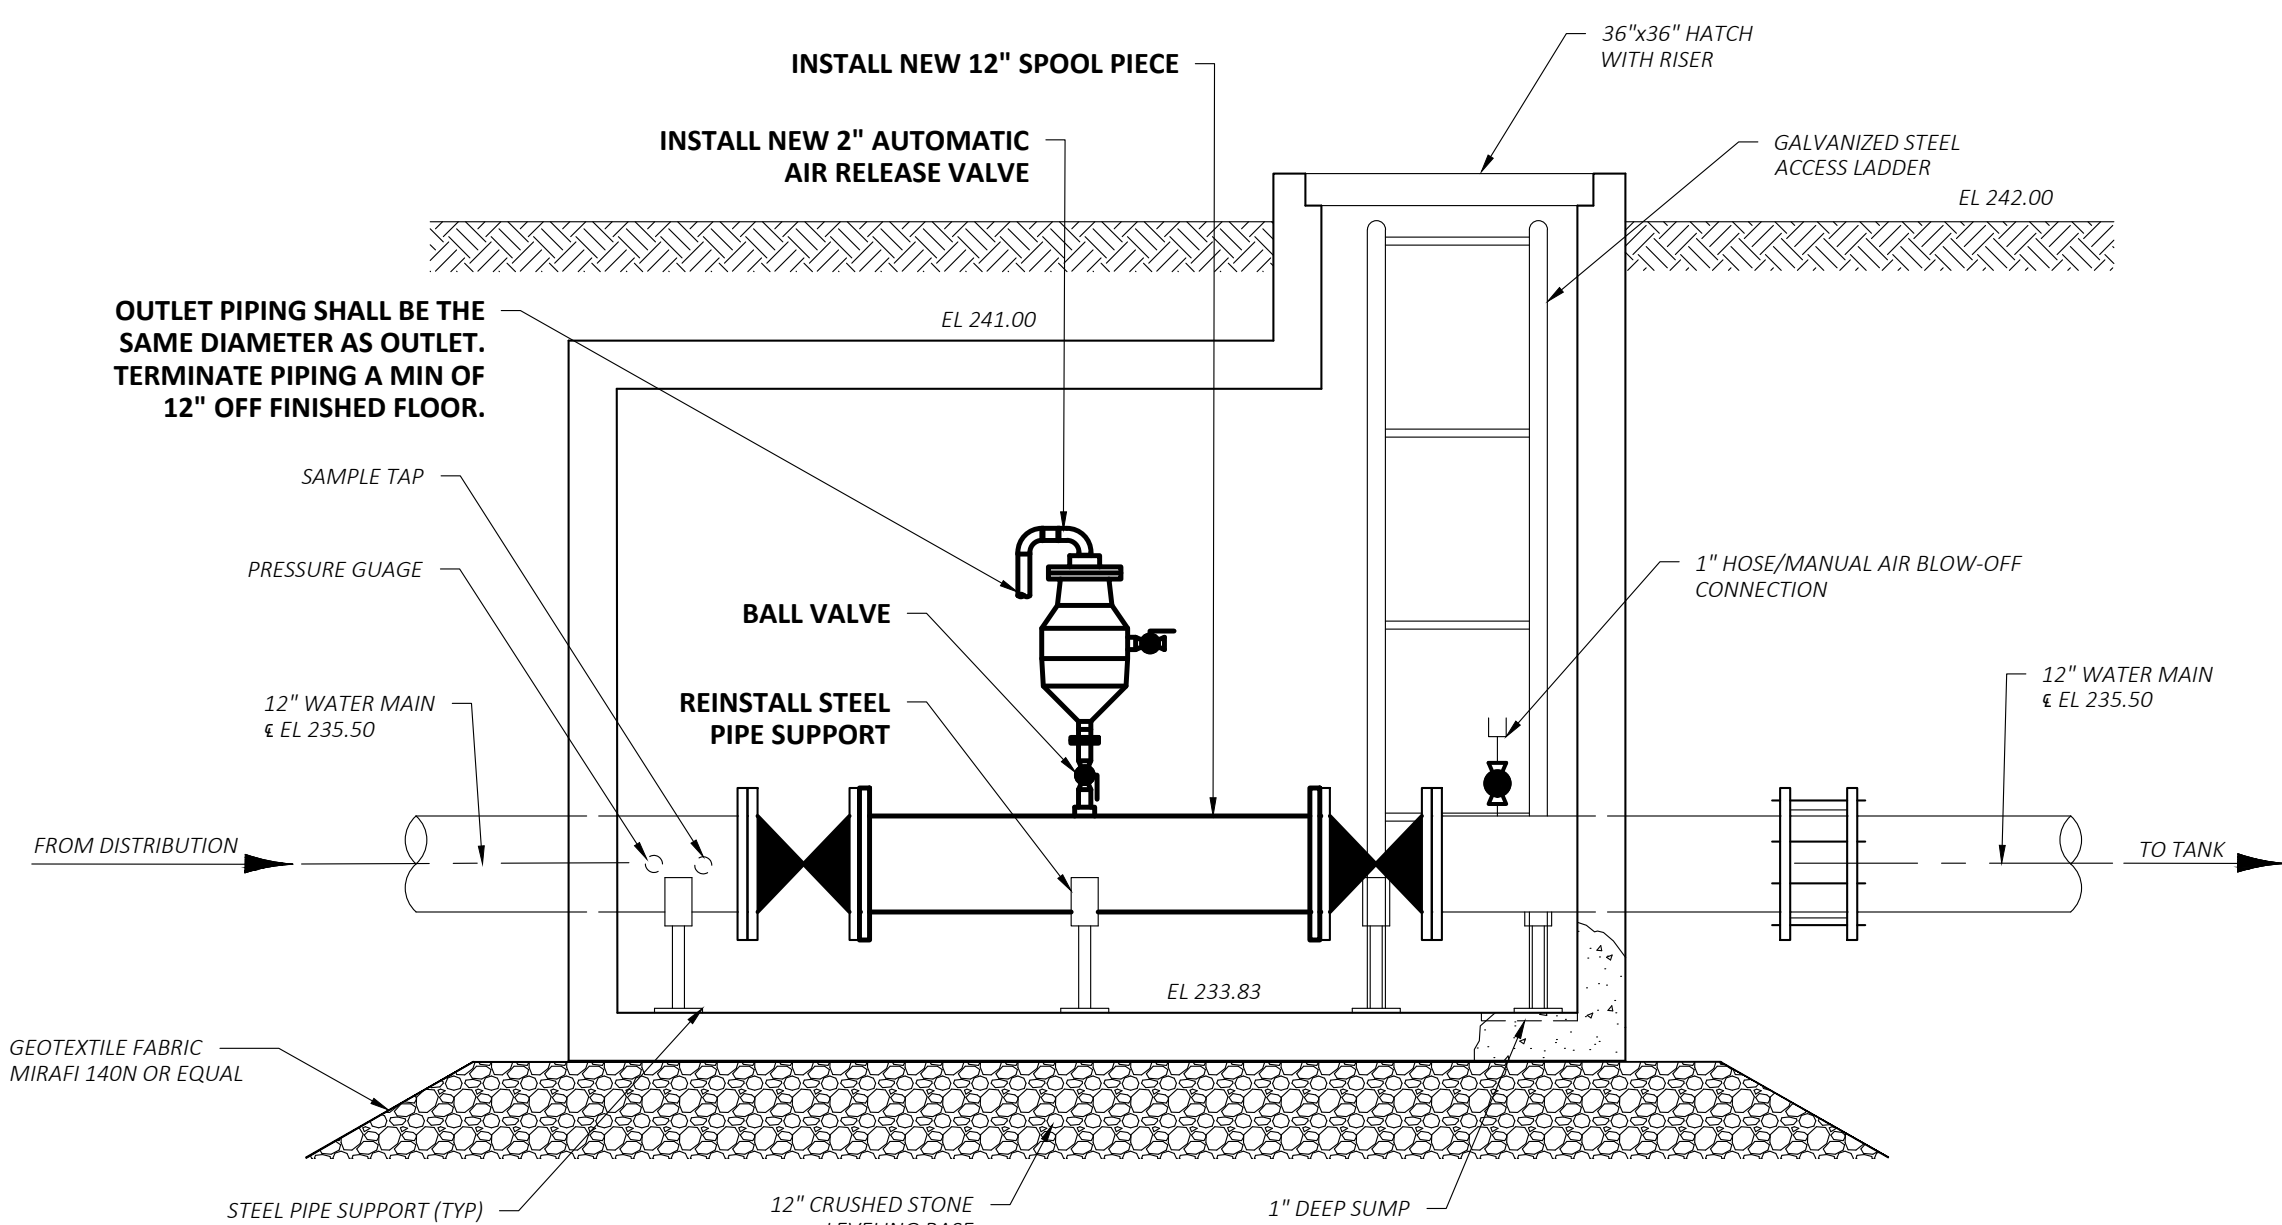 INSTALL NEW 12" SPOOL PIECE
36"x36" HATCH
WITH RISER
INSTALL NEW 2" AUTOMATIC
AIR RELEASE VALVE
GALVANIZED STEEL
ACCESS LADDER
EL 242.00
OUTLET PIPING SHALL BE THE
SAME DIAMETER AS OUTLET.
TERMINATE PIPING A MIN OF
12" OFF FINISHED FLOOR.
EL 241.00
SAMPLE TAP
PRESSURE GUAGE
1" HOSE/MANUAL AIR BLOW-OFF
CONNECTION
BALL VALVE
REINSTALL STEEL
PIPE SUPPORT
12" WATER MAIN
℄ EL 235.50
12" WATER MAIN
℄ EL 235.50
FROM DISTRIBUTION
TO TANK
EL 233.83
GEOTEXTILE FABRIC
MIRAFI 140N OR EQUAL
STEEL PIPE SUPPORT (TYP)
12" CRUSHED STONE
LEVELING BASE
1" DEEP SUMP